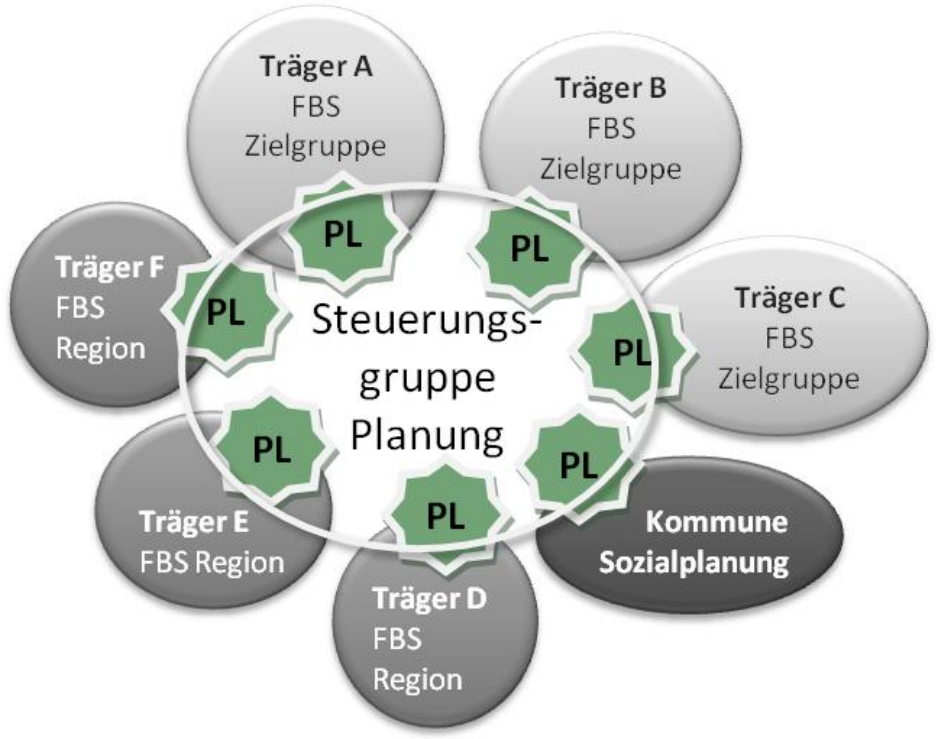 Träger A
FBS
Zielgruppe
PL
Träger B
FBS
Zielgruppe
PL
Träger C
FBS
Zielgruppe
PL
Kommune
Sozialplanung
PL
Träger D
FBS
Region
PL
Träger E
FBS Region
PL
Träger F
FBS
Region
PL
Steuerungs-
gruppe
Planung